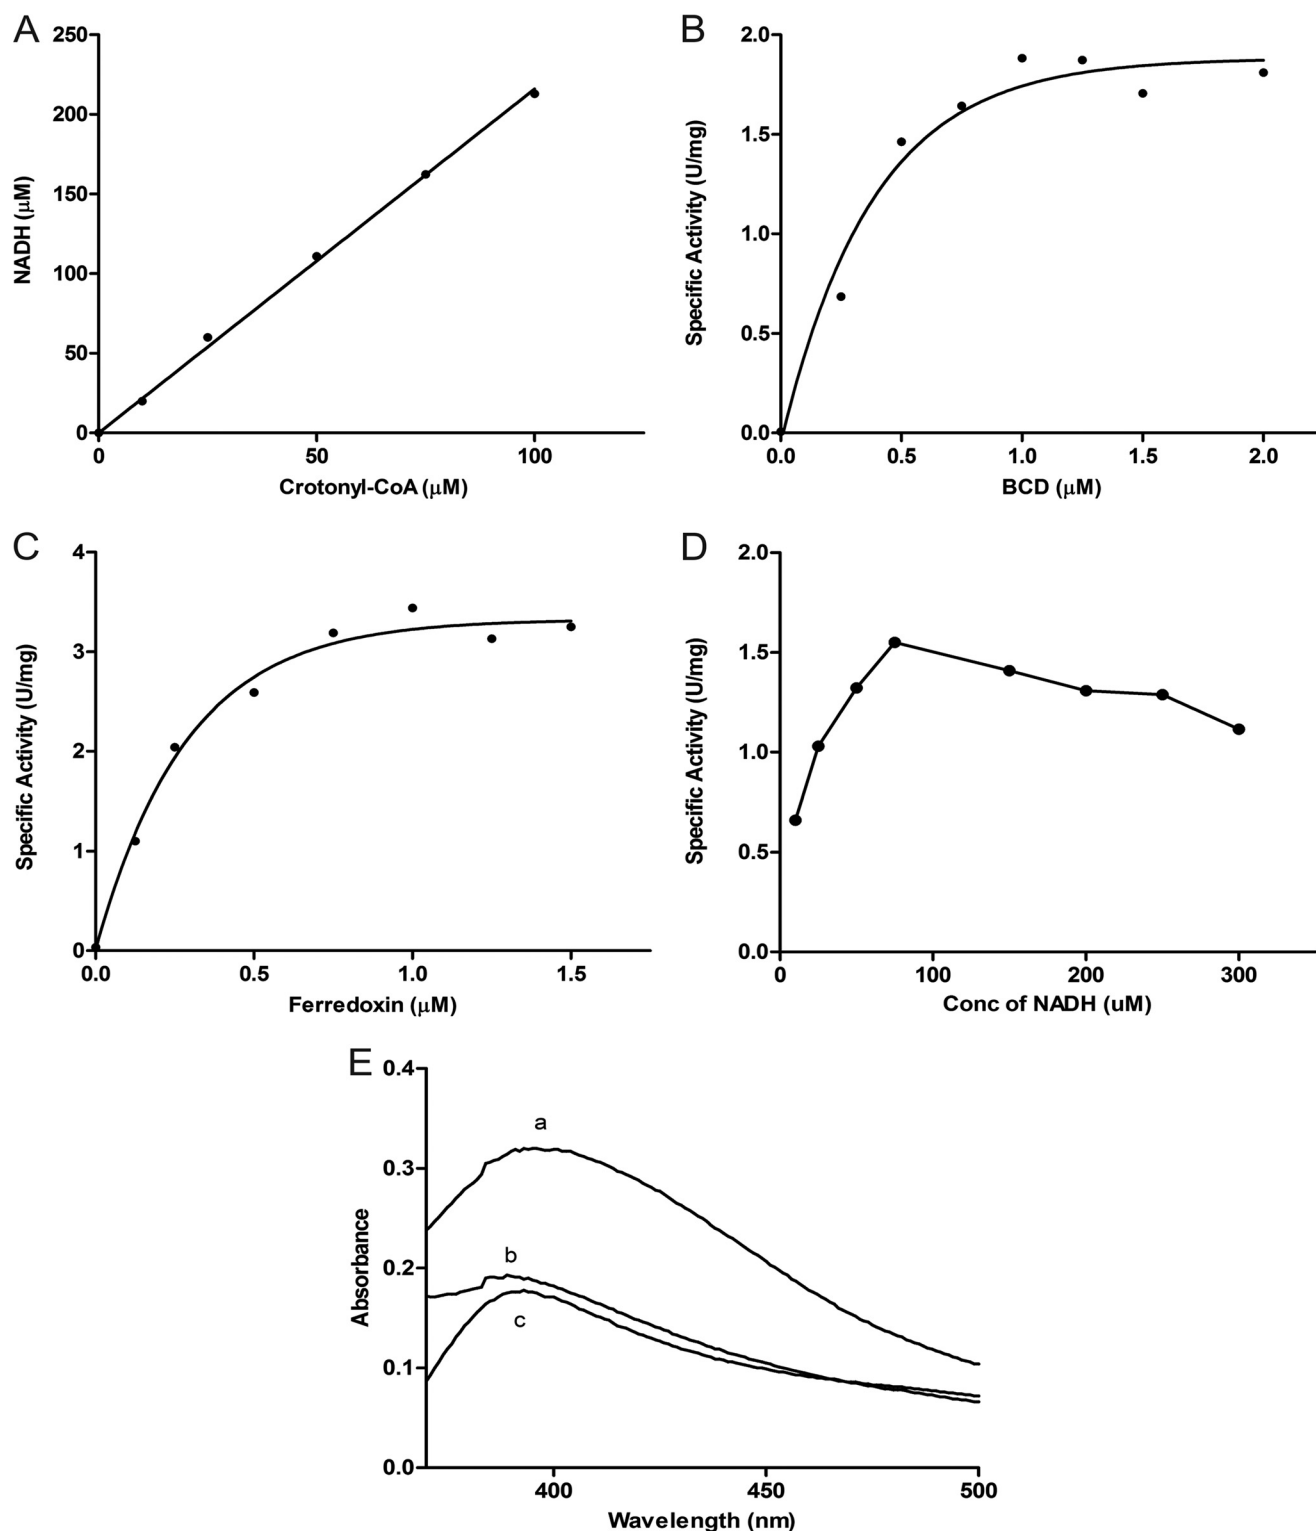 A
250
200
150
100
50
0
NADH (μM)
0 50 100
Crotonyl-CoA (μM)
B
2.0
1.5
1.0
0.5
0.0
Specific Activity (U/mg)
0.0 0.5 1.0 1.5 2.0
BCD (μM)
C
4
3
2
1
0
Specific Activity (U/mg)
0.0 0.5 1.0 1.5
Ferredoxin (μM)
D
2.0
1.5
1.0
0.5
0.0
Specific Activity (U/mg)
0 100 200 300
Conc of NADH (uM)
E
0.4
0.3
0.2
0.1
0.0
Absorbance
a
b
c
400 450 500
Wavelength (nm)